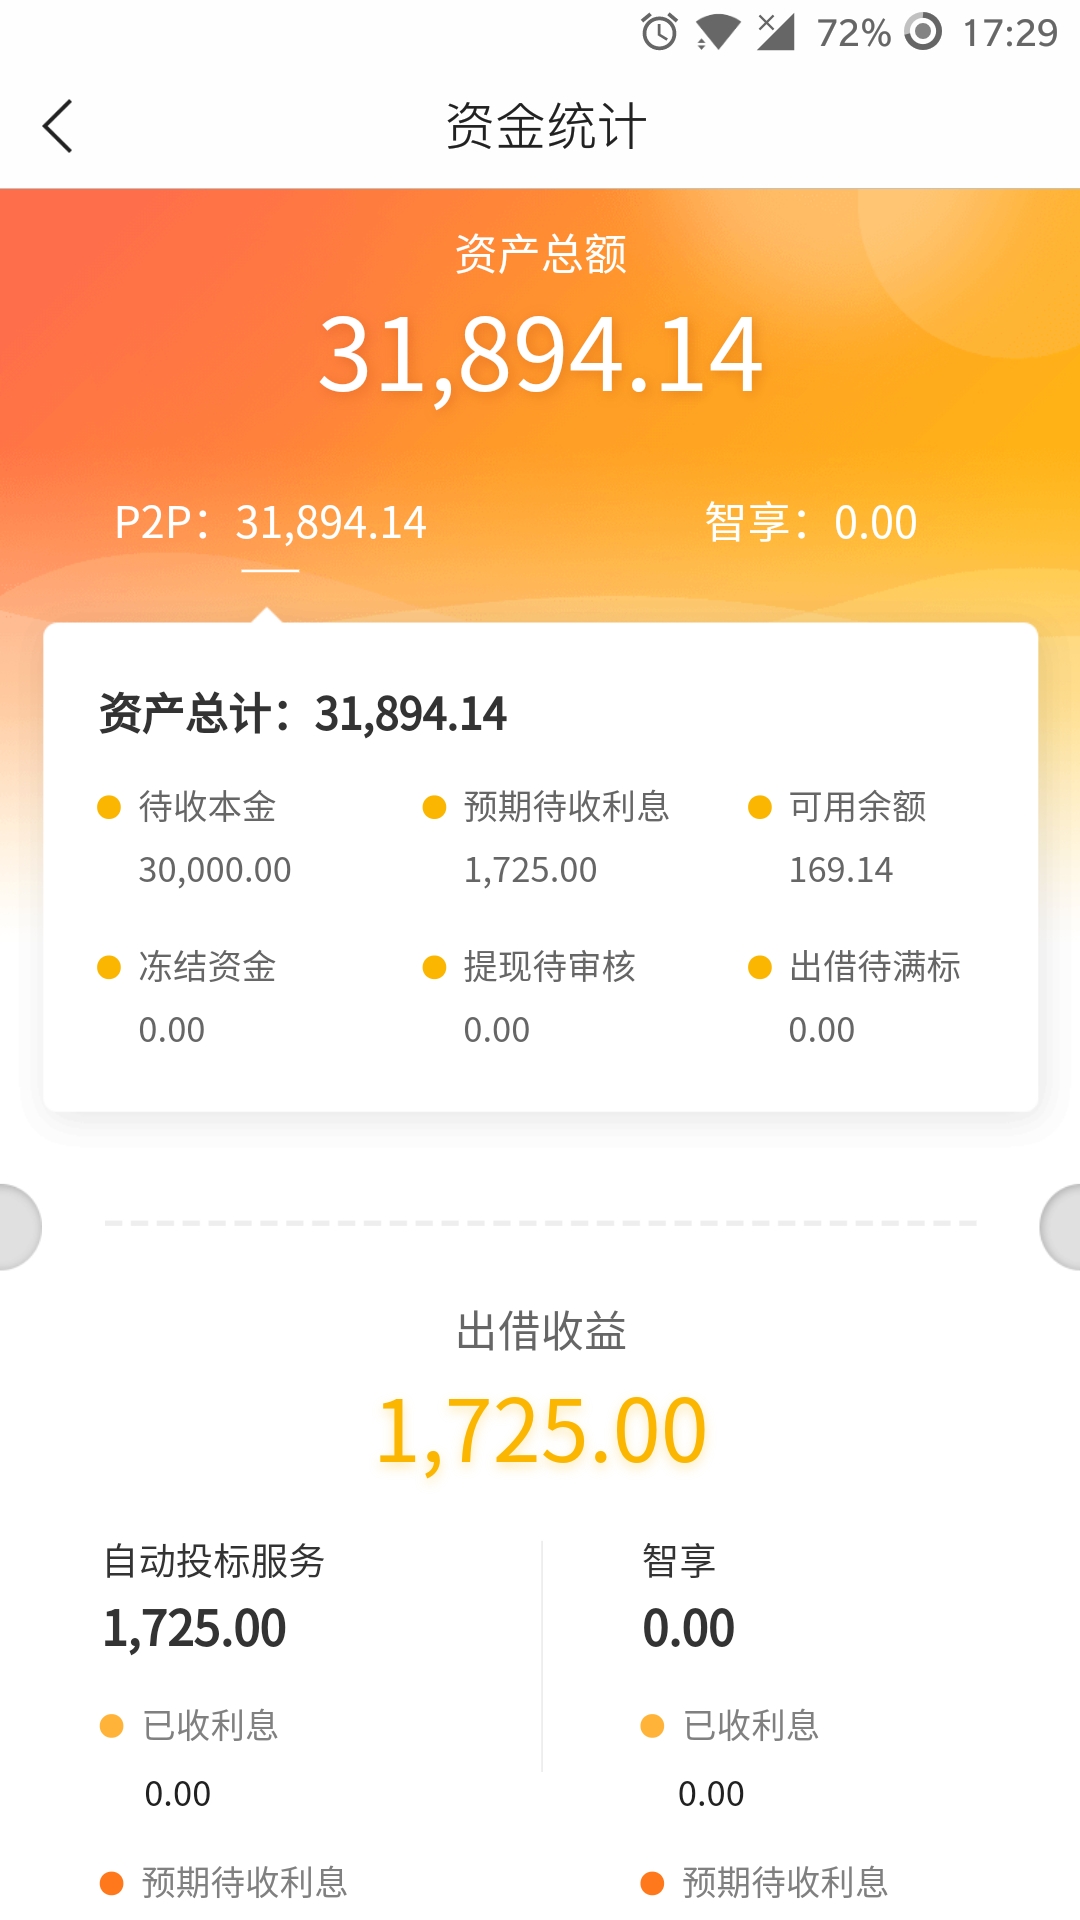 72% 17:29
资金统计
资产总额
31,894.14
P2P：31,894.14 智享：0.00
资产总计：31,894.14
待收本金 预期待收利息 可用余额
30,000.00 1,725.00 169.14
冻结资金 提现待审核 出借待满标
0.00 0.00 0.00
出借收益
1,725.00
自动投标服务 智享
1,725.00 0.00
已收利息 已收利息
0.00 0.00
预期待收利息 预期待收利息